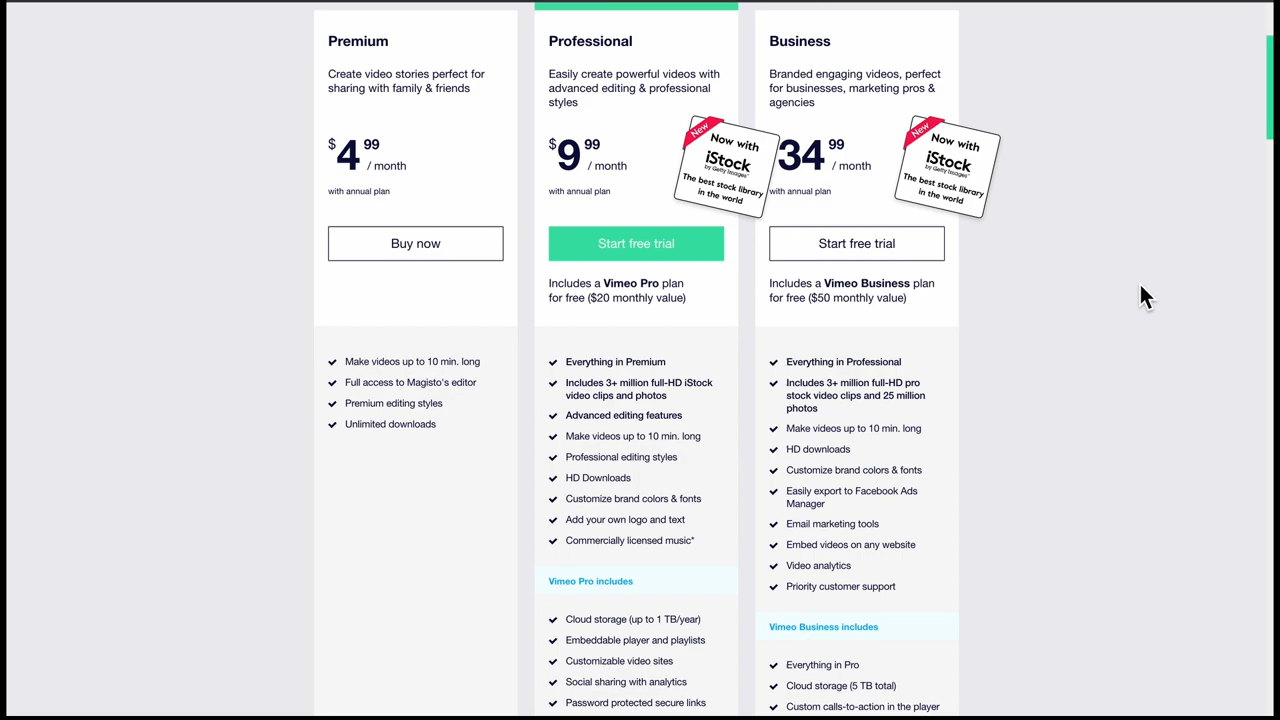 Premium
Create video stories perfect for
sharing with family & friends
$4 99
/ month
with annual plan
Buy now
Make videos up to 10 min. long
Full access to Magisto's editor
Premium editing styles
Unlimited downloads
Professional
Easily create powerful videos with
advanced editing & professional
styles
$9 99
/ month
with annual plan
New
Now with
iStock
by Getty Images™
The best stock library
in the world
Start free trial
Includes a Vimeo Pro plan
for free ($20 monthly value)
Everything in Premium
Includes 3+ million full-HD iStock
video clips and photos
Advanced editing features
Make videos up to 10 min. long
Professional editing styles
HD Downloads
Customize brand colors & fonts
Add your own logo and text
Commercially licensed music*
Vimeo Pro includes
Cloud storage (up to 1 TB/year)
Embeddable player and playlists
Customizable video sites
Social sharing with analytics
Password protected secure links
Business
Branded engaging videos, perfect
for businesses, marketing pros &
agencies
34 99
/ month
with annual plan
New
Now with
iStock
by Getty Images™
The best stock library
in the world
Start free trial
Includes a Vimeo Business plan
for free ($50 monthly value)
Everything in Professional
Includes 3+ million full-HD pro
stock video clips and 25 million
photos
Make videos up to 10 min. long
HD downloads
Customize brand colors & fonts
Easily export to Facebook Ads
Manager
Email marketing tools
Embed videos on any website
Video analytics
Priority customer support
Vimeo Business includes
Everything in Pro
Cloud storage (5 TB total)
Custom calls-to-action in the player